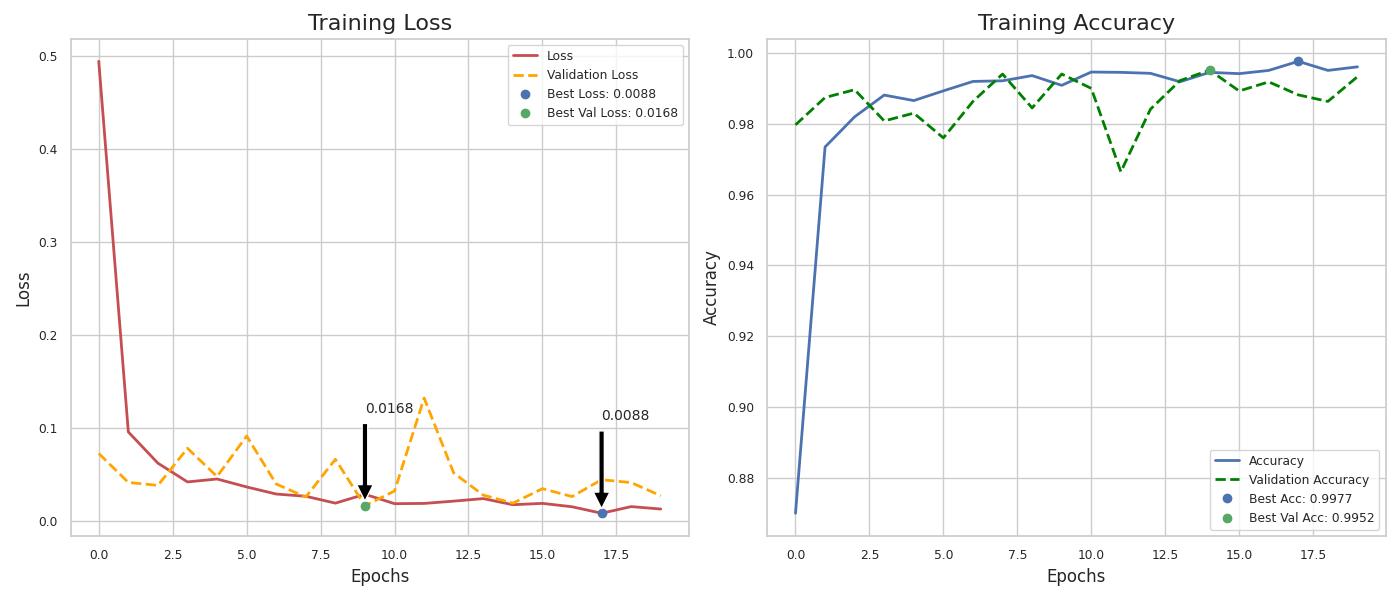 Training Loss
0.5
0.4
0.3
0.2
0.1
0.0
Loss
Loss
Validation Loss
Best Loss: 0.0088
Best Val Loss: 0.0168
0.0168
0.0088
0.0 2.5 5.0 7.5 10.0 12.5 15.0 17.5
Epochs
Training Accuracy
1.00
0.98
0.96
0.94
0.92
0.90
0.88
Accuracy
Accuracy
Validation Accuracy
Best Acc: 0.9977
Best Val Acc: 0.9952
0.0 2.5 5.0 7.5 10.0 12.5 15.0 17.5
Epochs